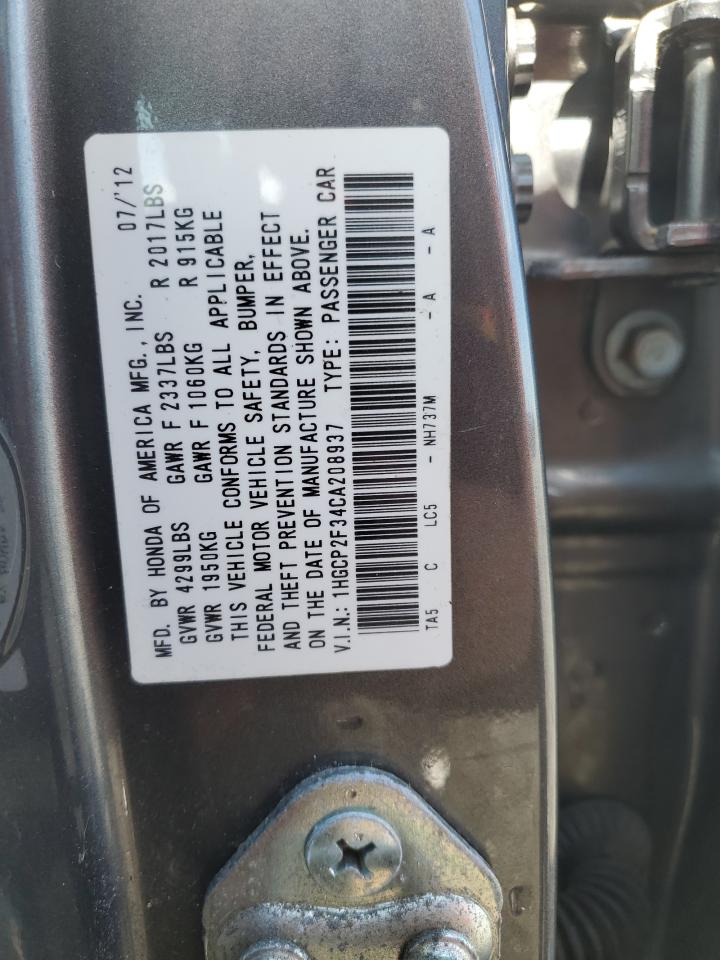 MFD. BY HONDA OF AMERICA MFG., INC. 07/'12
GVWR 4299LBS GAWR F 2337LBS R 2017LBS
GVWR 1950KG GAWR F 1060KG R 915KG
THIS VEHICLE CONFORMS TO ALL APPLICABLE
FEDERAL MOTOR VEHICLE SAFETY, BUMPER,
AND THEFT PREVENTION STANDARDS IN EFFECT
ON THE DATE OF MANUFACTURE SHOWN ABOVE.
V.I.N.: 1HGCP2F34CA208937 TYPE: PASSENGER CAR
TA5 C LC5 - NH737M - A - A